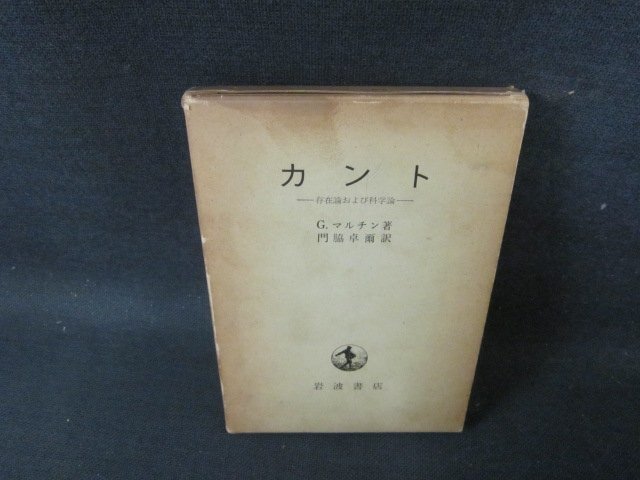 カント
——存在論および科学論——
G. マルチン著
門脇卓爾訳
岩波書店